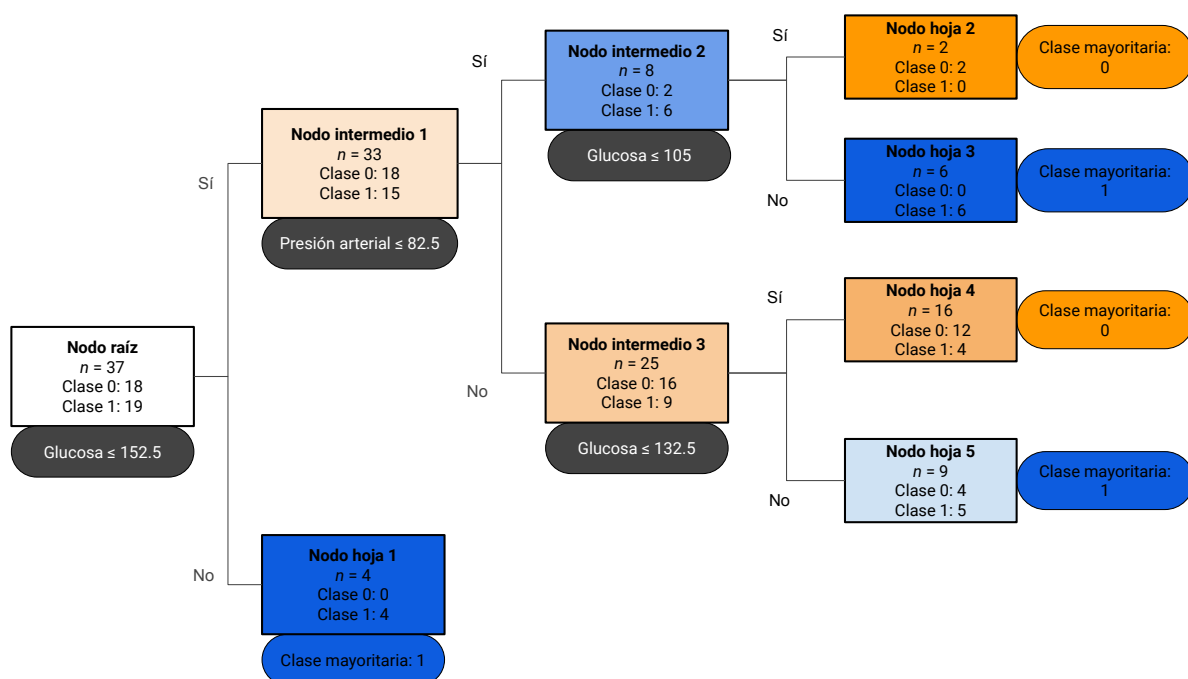 Nodo raíz
n = 37
Clase 0: 18
Clase 1: 19
Glucosa ≤ 152.5
Sí
No
Nodo intermedio 1
n = 33
Clase 0: 18
Clase 1: 15
Presión arterial ≤ 82.5
Nodo hoja 1
n = 4
Clase 0: 0
Clase 1: 4
Clase mayoritaria: 1
Sí
No
Nodo intermedio 2
n = 8
Clase 0: 2
Clase 1: 6
Glucosa ≤ 105
Nodo intermedio 3
n = 25
Clase 0: 16
Clase 1: 9
Glucosa ≤ 132.5
Sí
No
Nodo hoja 2
n = 2
Clase 0: 2
Clase 1: 0
Clase mayoritaria:
0
Nodo hoja 3
n = 6
Clase 0: 0
Clase 1: 6
Clase mayoritaria:
1
Sí
No
Nodo hoja 4
n = 16
Clase 0: 12
Clase 1: 4
Clase mayoritaria:
0
Nodo hoja 5
n = 9
Clase 0: 4
Clase 1: 5
Clase mayoritaria:
1